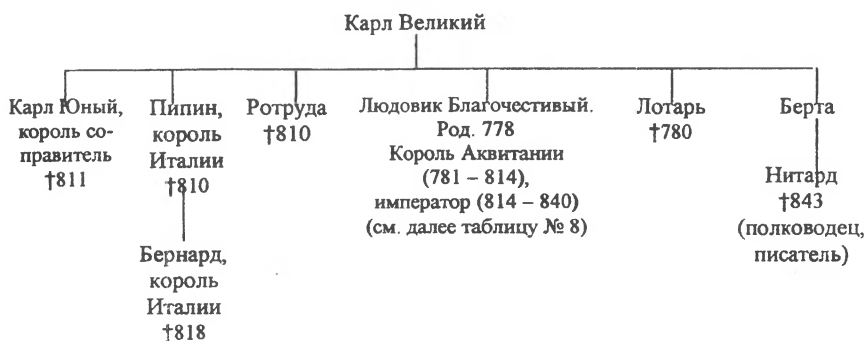 Карл Великий
Карл Юный,
король со-
правитель
†811
Пипин,
король
Италии
†810
Бернард,
король
Италии
†818
Ротруда
†810
Людовик Благочестивый.
Род. 778
Король Аквитании
(781 – 814),
император (814 – 840)
(см. далее таблицу № 8)
Лотарь
†780
Берта
Нитард
†843
(полководец,
писатель)